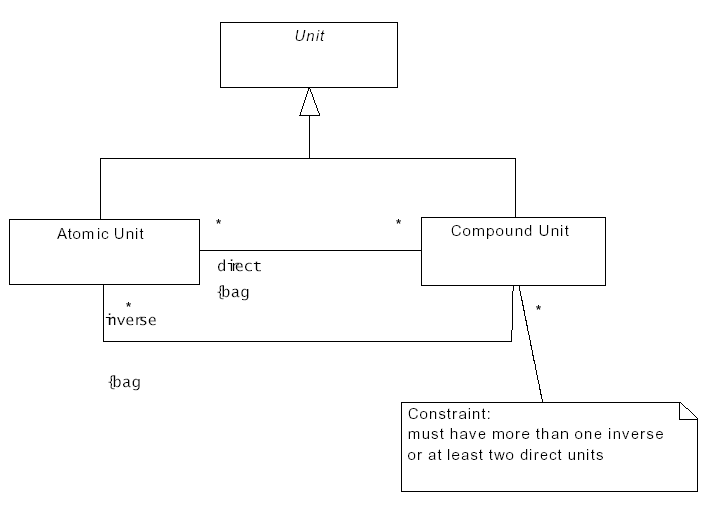 Unit
Atomic Unit
*
*
Compound Unit
direct
{bag
*
inverse
*
{bag
Constraint:
must have more than one inverse
or at least two direct units